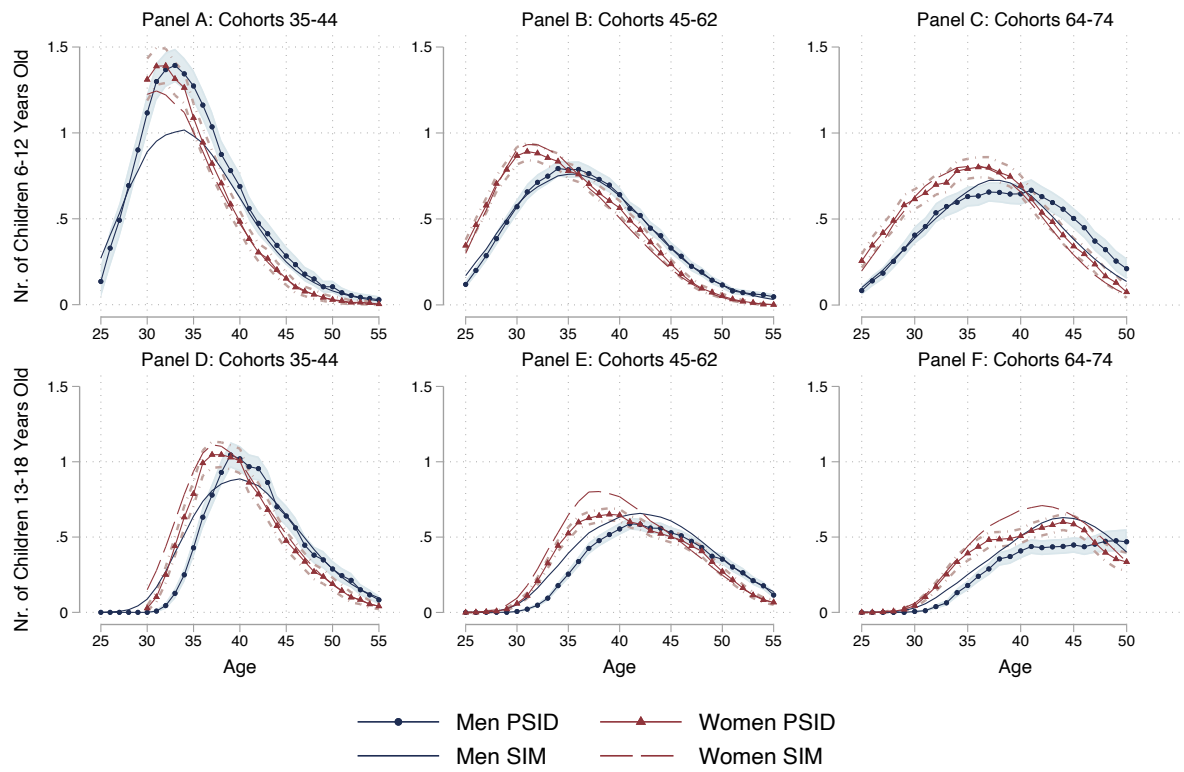 Panel A: Cohorts 35-44
Panel B: Cohorts 45-62
Panel C: Cohorts 64-74
Nr. of Children 6-12 Years Old
1.5
1
.5
0
25 30 35 40 45 50 55
1.5
1
.5
0
25 30 35 40 45 50 55
1.5
1
.5
0
25 30 35 40 45 50
Panel D: Cohorts 35-44
Panel E: Cohorts 45-62
Panel F: Cohorts 64-74
Nr. of Children 13-18 Years Old
1.5
1
.5
0
25 30 35 40 45 50 55
Age
1.5
1
.5
0
25 30 35 40 45 50 55
Age
1.5
1
.5
0
25 30 35 40 45 50
Age
Men PSID
Women PSID
Men SIM
Women SIM